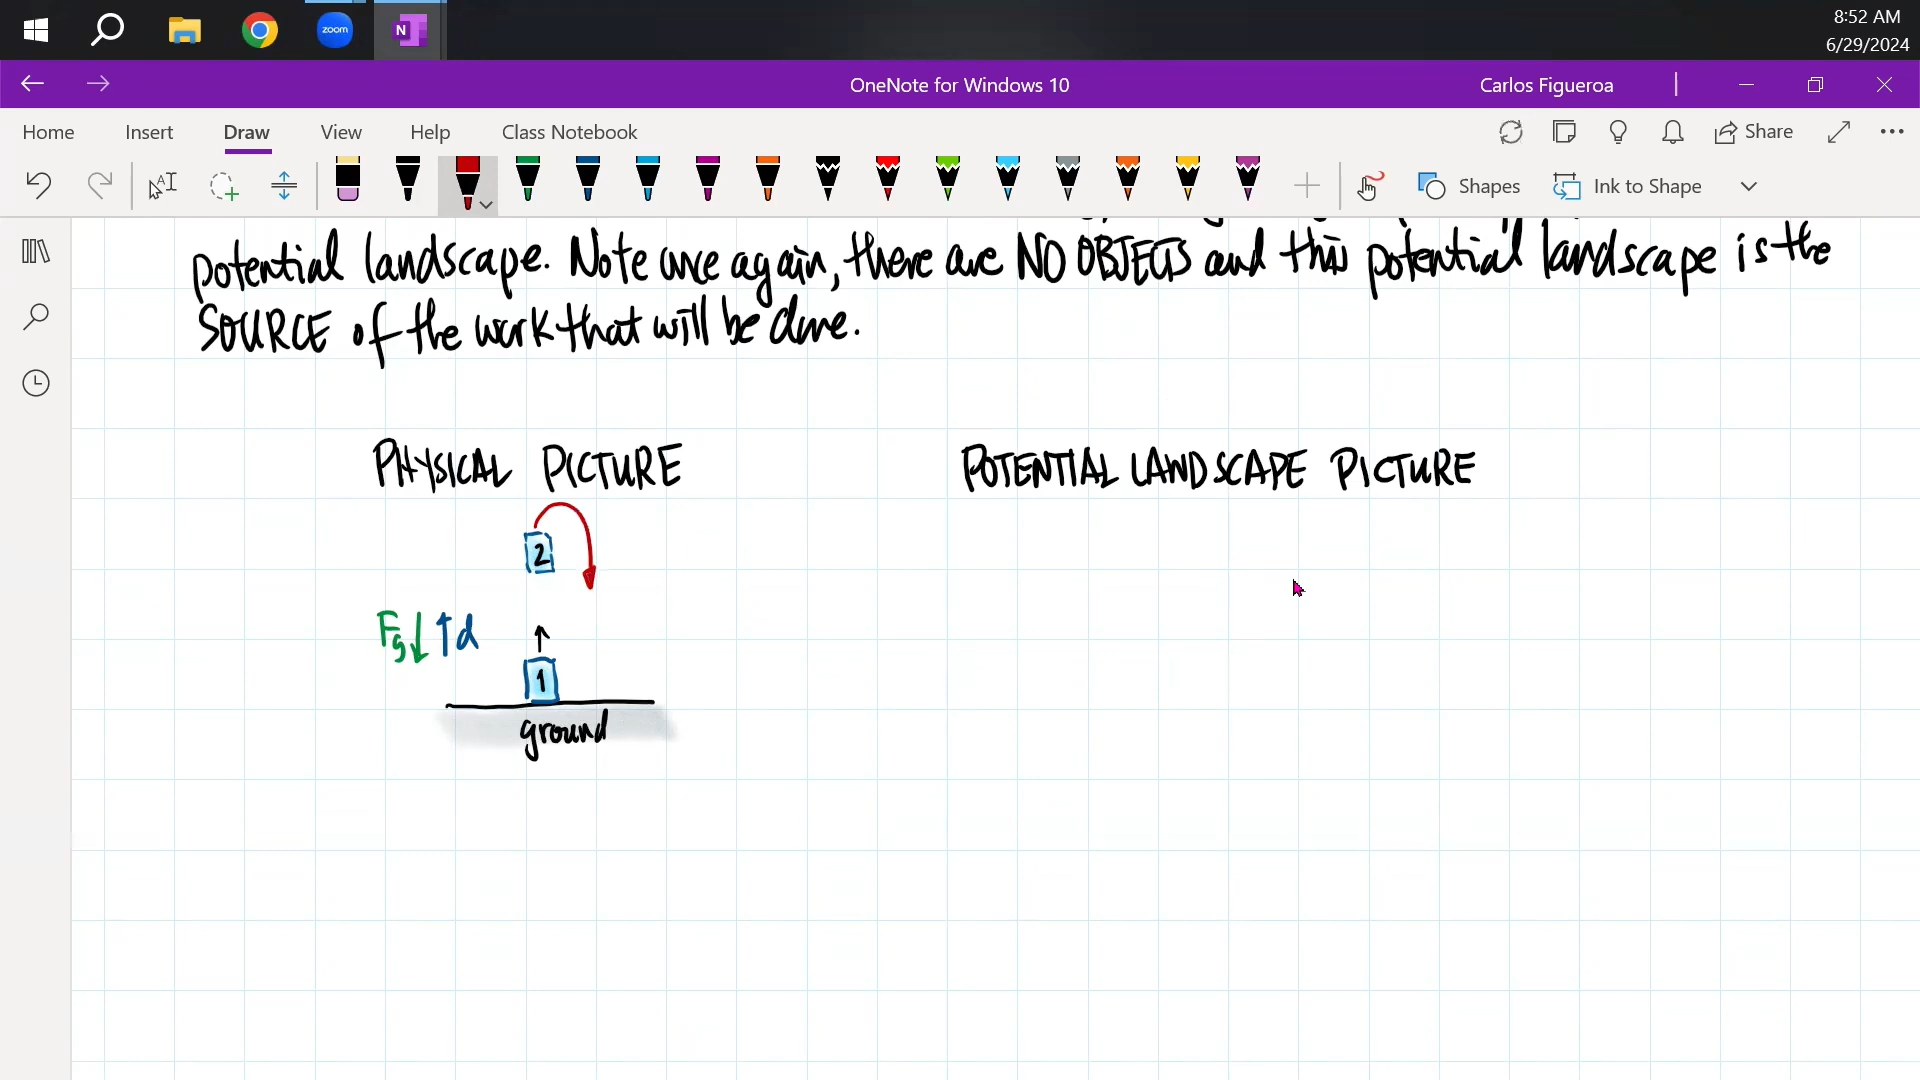 8:52 AM
6/29/2024
zoom
N
OneNote for Windows 10
Carlos Figueroa
Home Insert Draw View Help Class Notebook
Share
Shapes
Ink to Shape
potential landscape. Note once again, there are NO OBJECTS and this potential landscape is the
SOURCE of the work that will be done.
PHYSICAL PICTURE
POTENTIAL LANDSCAPE PICTURE
2
Fg↓ ↑d
1
ground